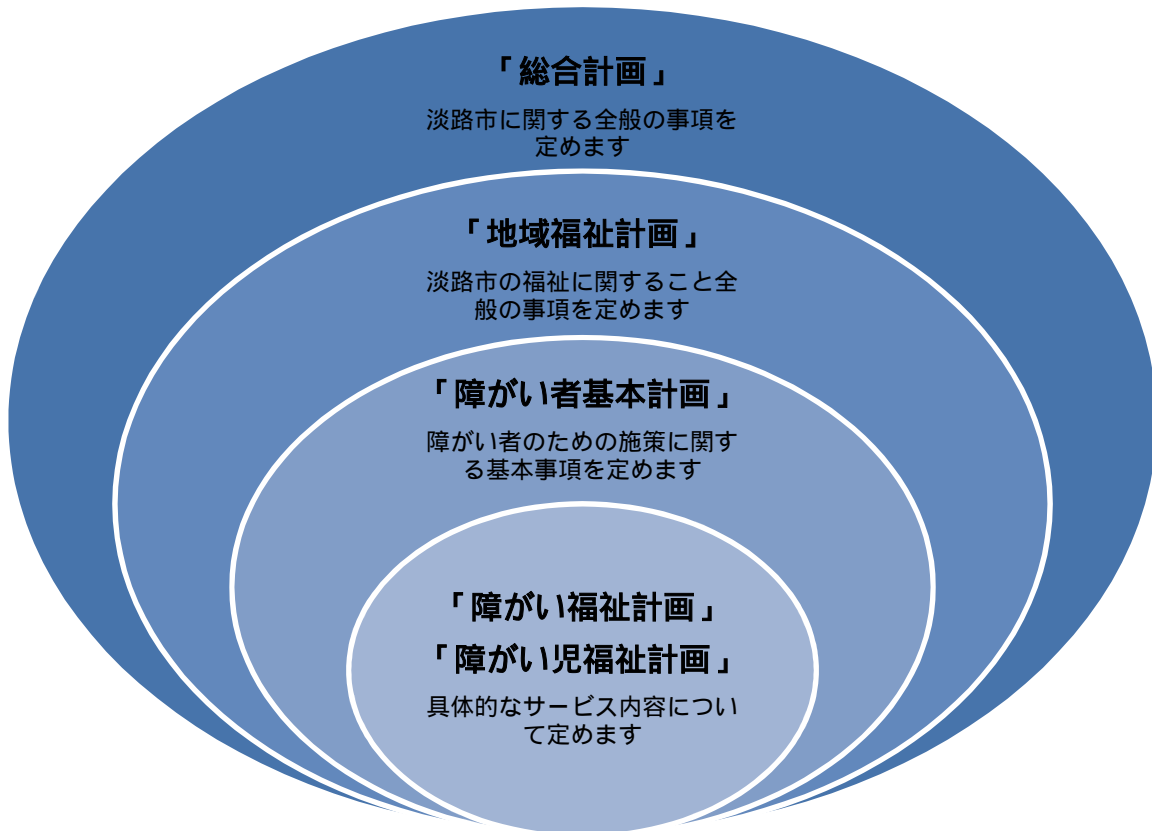 「総合計画」
淡路市に関する全般の事項を
定めます
「地域福祉計画」
淡路市の福祉に関すること全
般の事項を定めます
「障がい者基本計画」
障がい者のための施策に関す
る基本事項を定めます
「障がい福祉計画」
「障がい児福祉計画」
具体的なサービス内容につい
て定めます